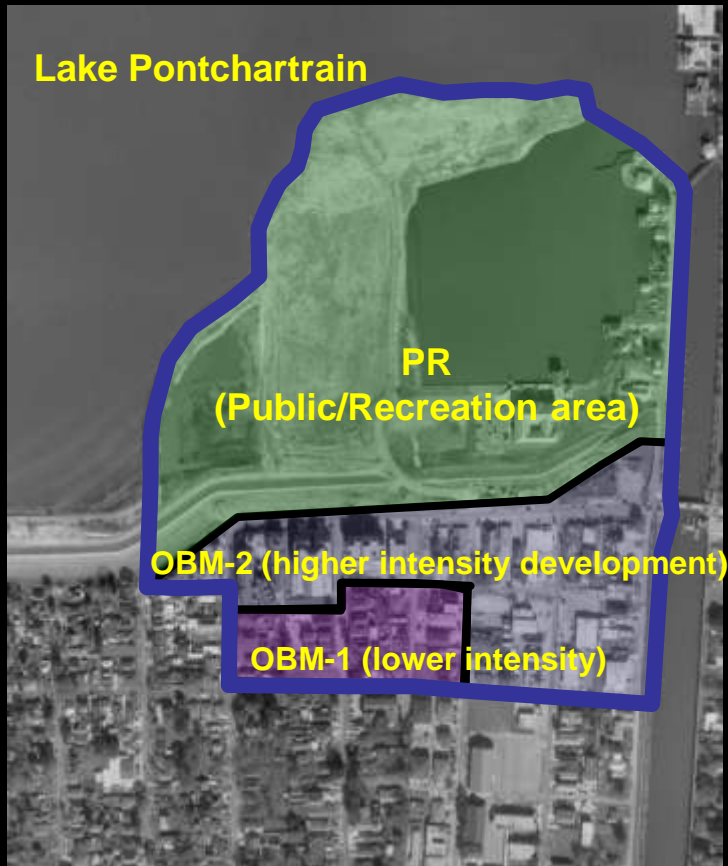 Lake Pontchartrain
PR
(Public/Recreation area)
OBM-2 (higher intensity development)
OBM-1 (lower intensity)